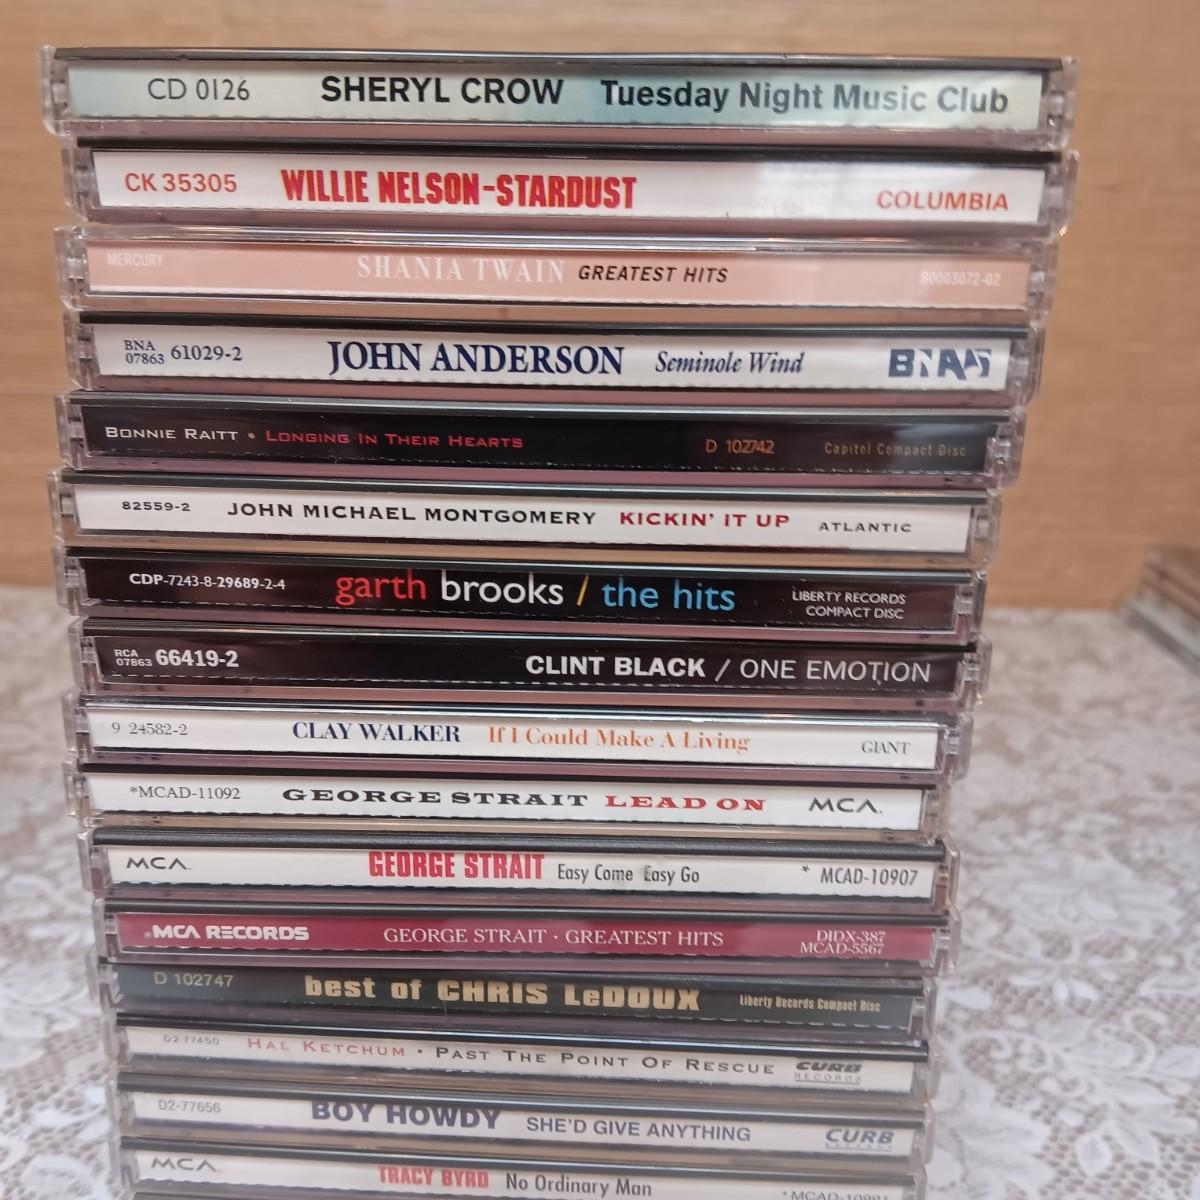 CD 0126 SHERYL CROW Tuesday Night Music Club
CK 35305 WILLIE NELSON-STARDUST COLUMBIA
MERCURY SHANIA TWAIN GREATEST HITS B0003072-02
BNA 07863 61029-2 JOHN ANDERSON Seminole Wind BNA
BONNIE RAITT • LONGING IN THEIR HEARTS D 102742 Capitol Compact Disc
82559-2 JOHN MICHAEL MONTGOMERY KICKIN' IT UP ATLANTIC
CDP-7243-8-29689-2-4 garth brooks / the hits LIBERTY RECORDS
COMPACT DISC
RCA 07863 66419-2 CLINT BLACK / ONE EMOTION
9 24582-2 CLAY WALKER If I Could Make A Living GIANT
*MCAD-11092 GEORGE STRAIT LEAD ON MCA.
MCA. GEORGE STRAIT Easy Come Easy Go * MCAD-10907
MCA RECORDS GEORGE STRAIT · GREATEST HITS DIDX-387
MCAD-5567
D 102747 best of CHRIS LeDOUX Liberty Records Compact Disc
D2-77450 HAL KETCHUM • PAST THE POINT OF RESCUE CURB
RECORDS
D2-77656 BOY HOWDY SHE'D GIVE ANYTHING CURB
MCA. TRACY BYRD No Ordinary Man